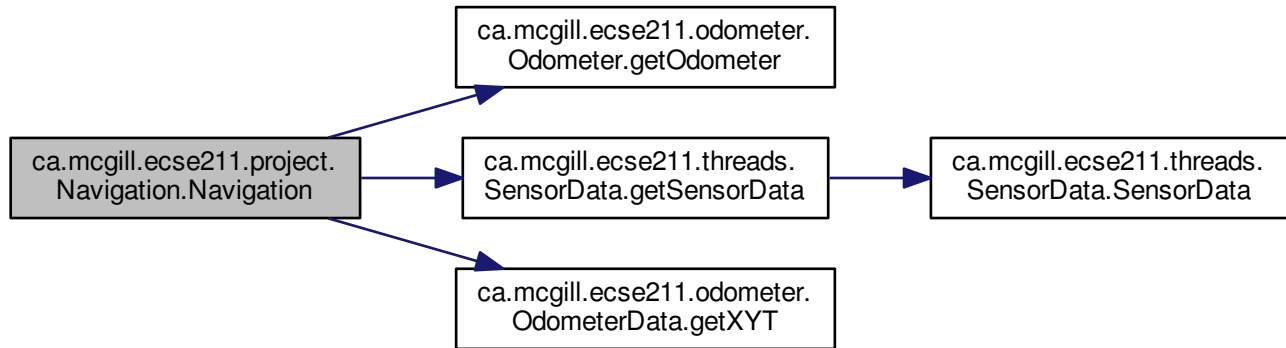 ca.mcgill.ecse211.odometer.
Odometer.getOdometer
ca.mcgill.ecse211.project.
Navigation.Navigation
ca.mcgill.ecse211.threads.
SensorData.getSensorData
ca.mcgill.ecse211.threads.
SensorData.SensorData
ca.mcgill.ecse211.odometer.
OdometerData.getXYT